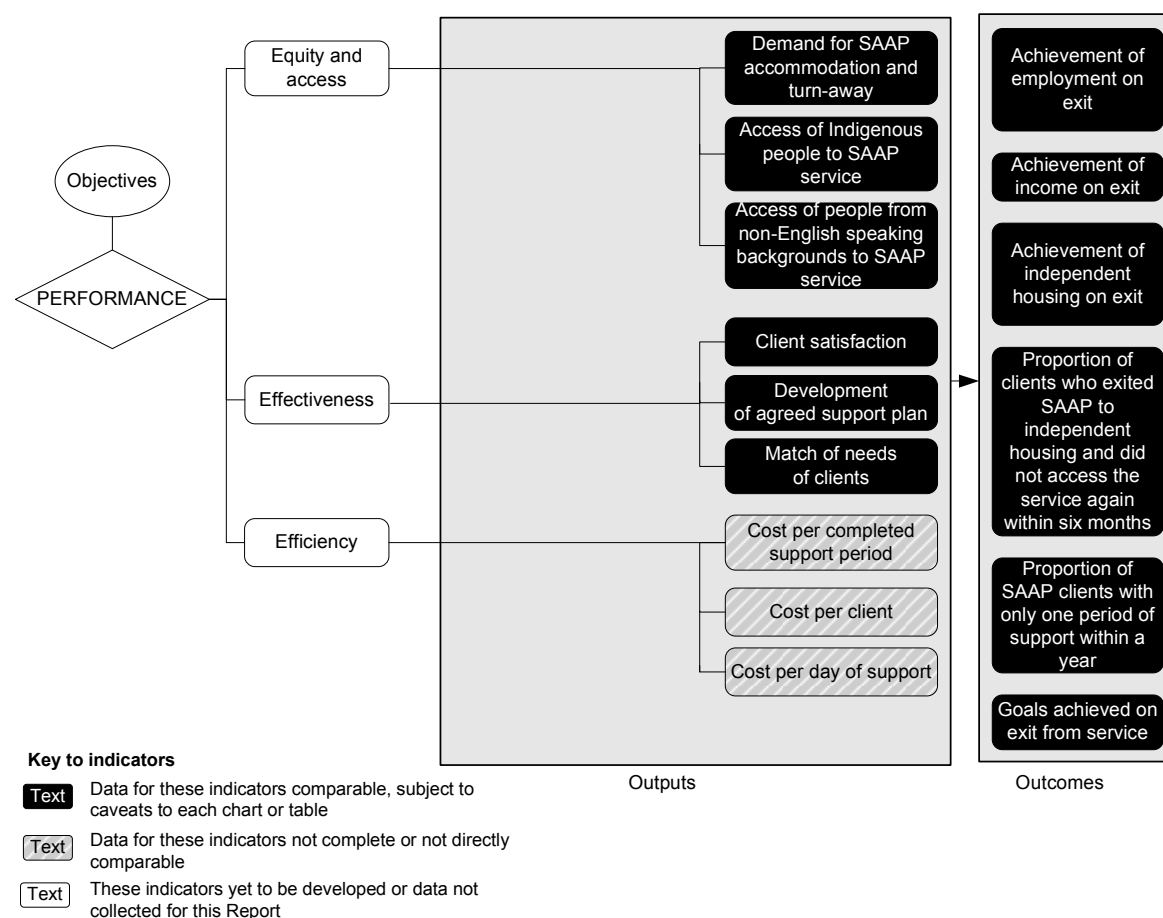 Objectives
PERFORMANCE
Equity and
access
Effectiveness
Efficiency
Demand for SAAP
accommodation and
turn-away
Access of Indigenous
people to SAAP
service
Access of people from
non-English speaking
backgrounds to SAAP
service
Client satisfaction
Development
of agreed support plan
Match of needs
of clients
Cost per completed
support period
Cost per client
Cost per day of support
Outputs
Achievement of
employment on
exit
Achievement of
income on exit
Achievement of
independent
housing on exit
Proportion of
clients who exited
SAAP to
independent
housing and did
not access the
service again
within six months
Proportion of
SAAP clients with
only one period of
support within a
year
Goals achieved on
exit from service
Outcomes
Key to indicators
Text
Data for these indicators comparable, subject to
caveats to each chart or table
Text
Data for these indicators not complete or not directly
comparable
Text
These indicators yet to be developed or data not
collected for this Report